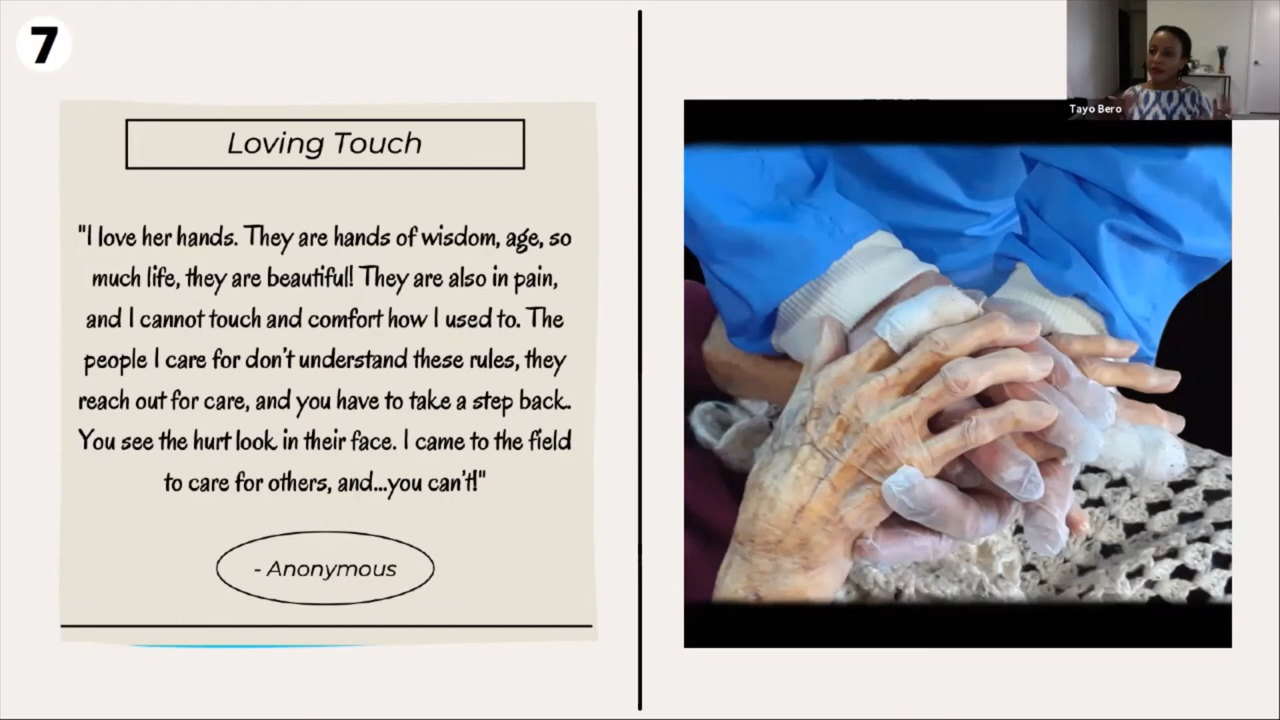 7
Tayo Bero
Loving Touch
"I love her hands. They are hands of wisdom, age, so
much life, they are beautiful! They are also in pain,
and I cannot touch and comfort how I used to. The
people I care for don't understand these rules, they
reach out for care, and you have to take a step back.
You see the hurt look in their face. I came to the field
to care for others, and...you can't!"
- Anonymous